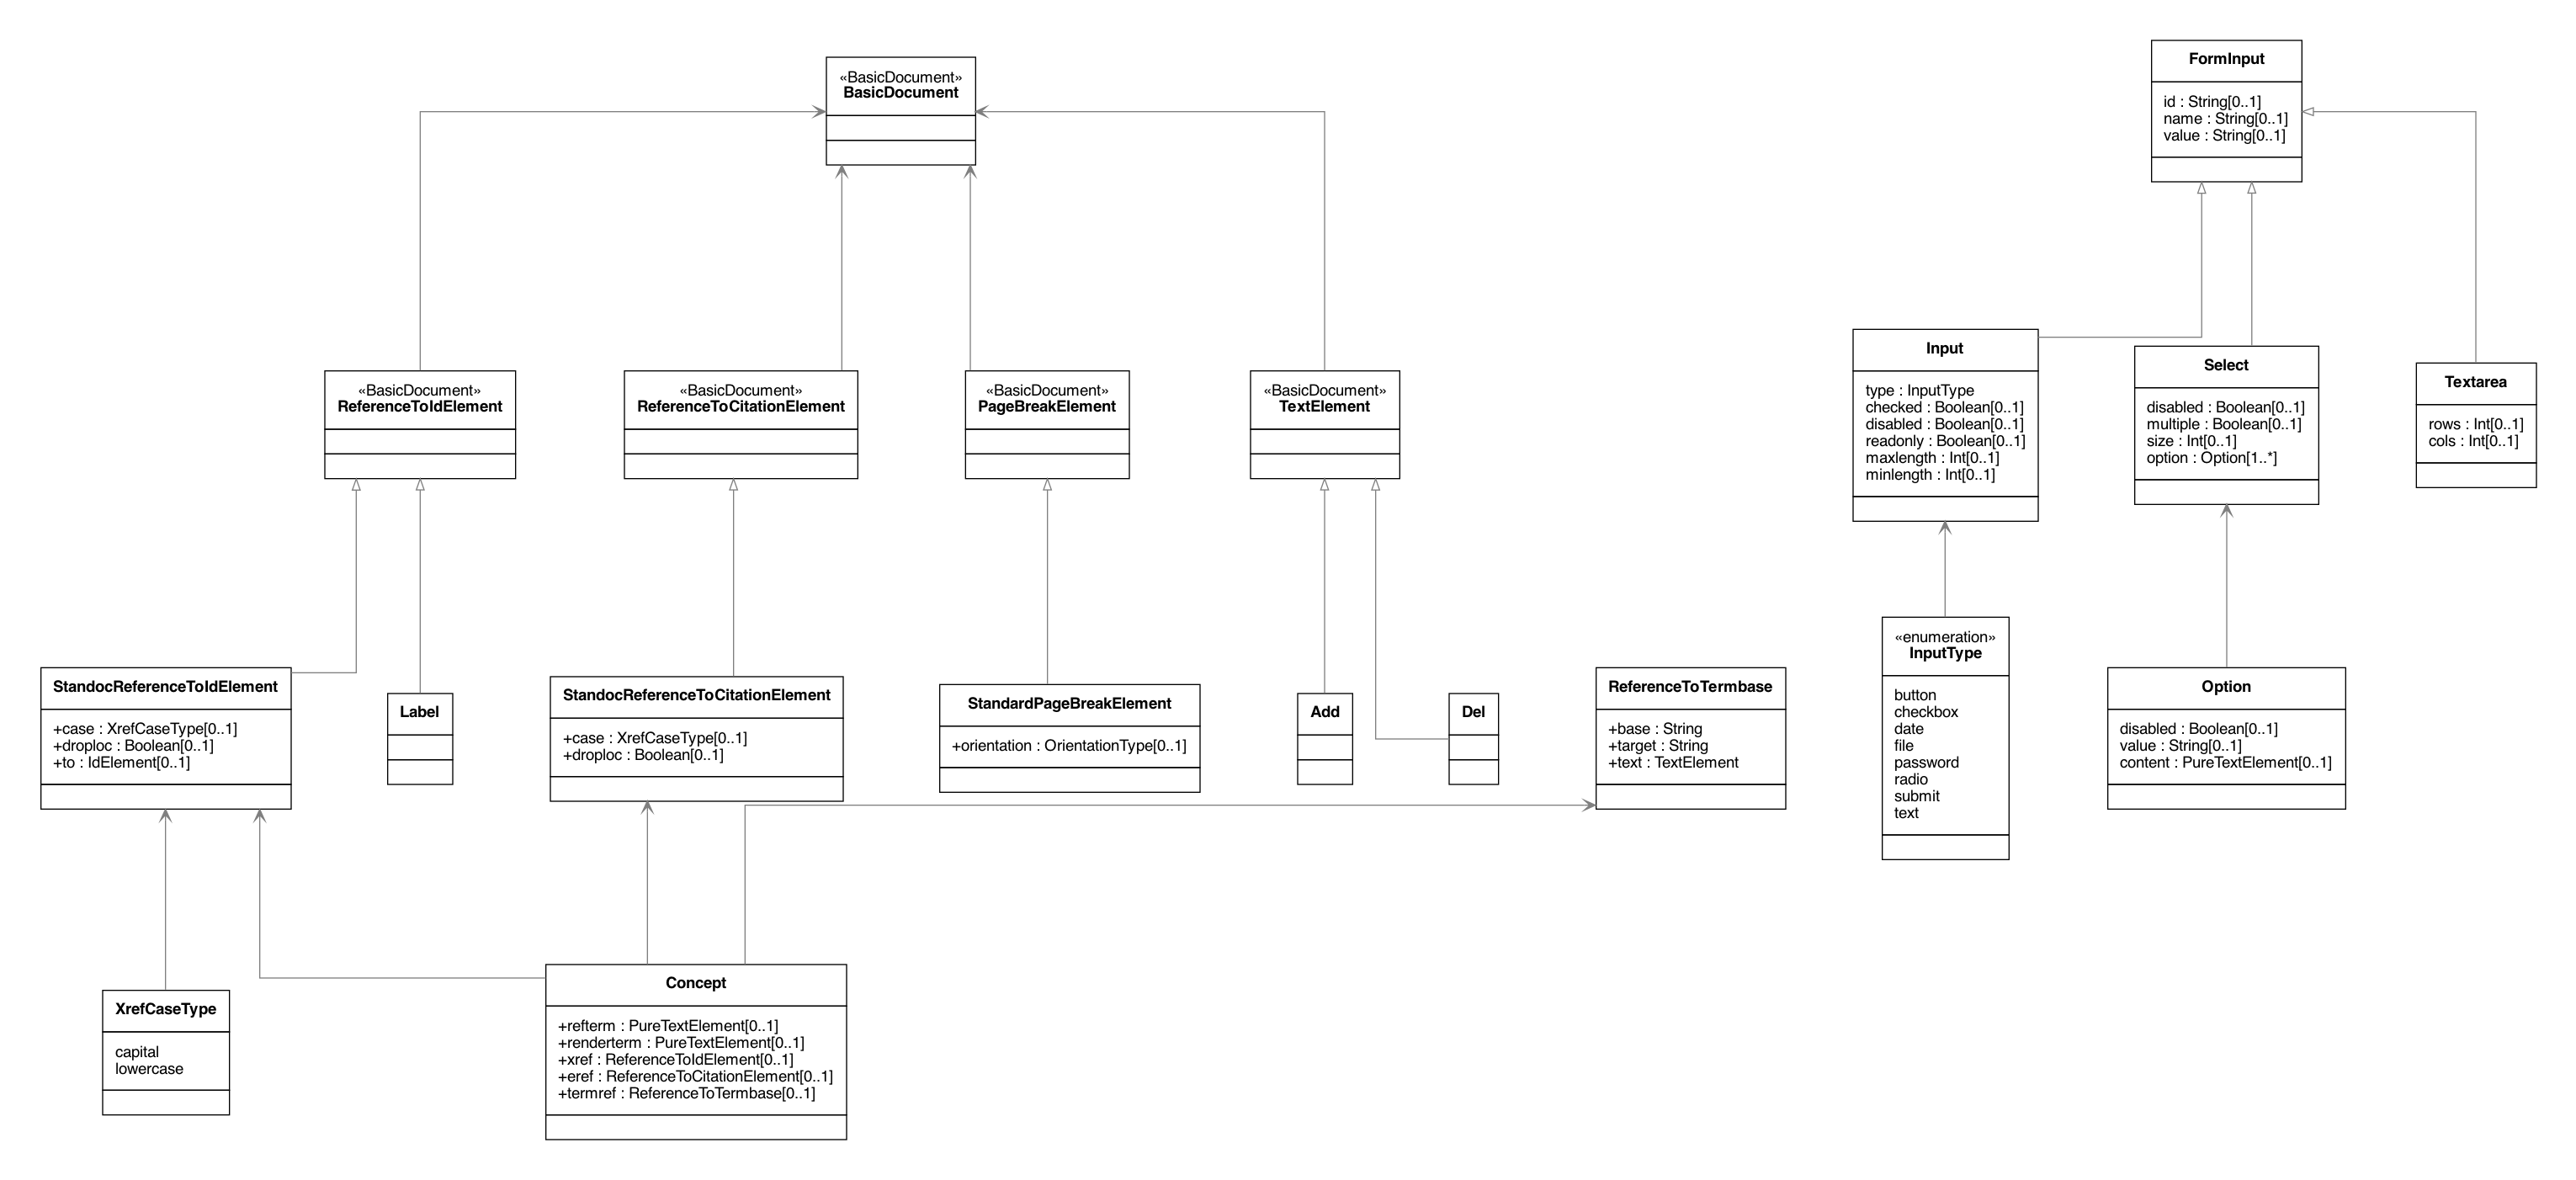 «BasicDocument»
BasicDocument
FormInput
id : String[0..1]
name : String[0..1]
value : String[0..1]
«BasicDocument»
ReferenceToIdElement
«BasicDocument»
ReferenceToCitationElement
«BasicDocument»
PageBreakElement
«BasicDocument»
TextElement
Input
type : InputType
checked : Boolean[0..1]
disabled : Boolean[0..1]
readonly : Boolean[0..1]
maxlength : Int[0..1]
minlength : Int[0..1]
Select
disabled : Boolean[0..1]
multiple : Boolean[0..1]
size : Int[0..1]
option : Option[1..*]
Textarea
rows : Int[0..1]
cols : Int[0..1]
StandocReferenceToIdElement
+case : XrefCaseType[0..1]
+droploc : Boolean[0..1]
+to : IdElement[0..1]
Label
StandocReferenceToCitationElement
+case : XrefCaseType[0..1]
+droploc : Boolean[0..1]
StandardPageBreakElement
+orientation : OrientationType[0..1]
Add
Del
ReferenceToTermbase
+base : String
+target : String
+text : TextElement
«enumeration»
InputType
button
checkbox
date
file
password
radio
submit
text
Option
disabled : Boolean[0..1]
value : String[0..1]
content : PureTextElement[0..1]
XrefCaseType
capital
lowercase
Concept
+refterm : PureTextElement[0..1]
+renderterm : PureTextElement[0..1]
+xref : ReferenceToIdElement[0..1]
+eref : ReferenceToCitationElement[0..1]
+termref : ReferenceToTermbase[0..1]